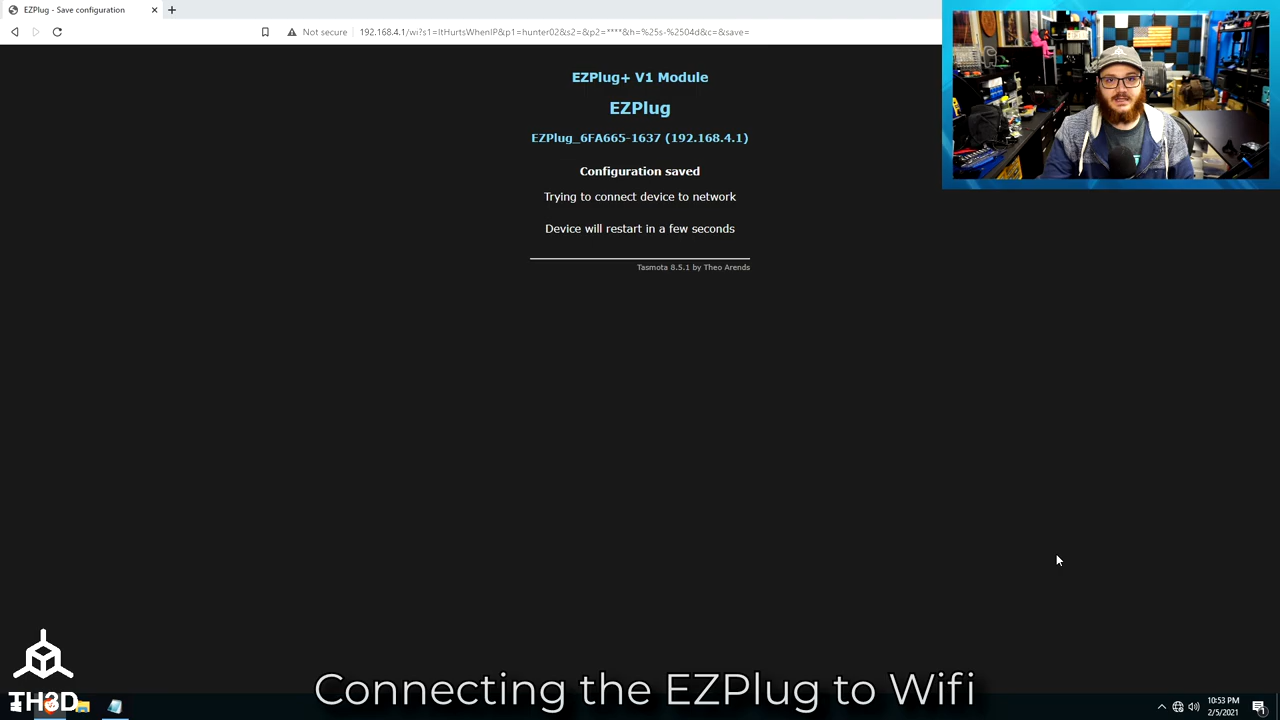 EZPlug - Save configuration
Not secure
192.168.4.1/wi?s1=ItHurtsWhenIP&p1=hunter02&s2=&p2=****&h=%25s-%2504d&c=&save=
EZPlug+ V1 Module
EZPlug
EZPlug_6FA665-1637 (192.168.4.1)
Configuration saved
Trying to connect device to network
Device will restart in a few seconds
Tasmota 8.5.1 by Theo Arends
Connecting the EZPlug to Wifi
TH3D
10:53 PM
2/5/2021
1